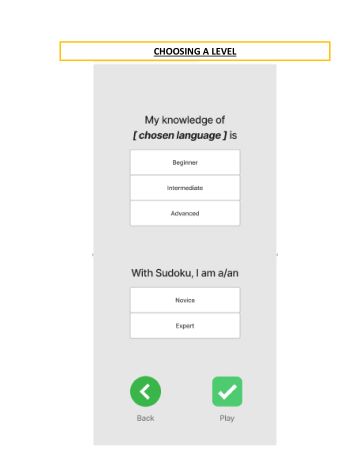 CHOOSING A LEVEL
My knowledge of
[ chosen language ] is
Beginner
Intermediate
Advanced
With Sudoku, I am a/an
Novice
Expert
Back Play